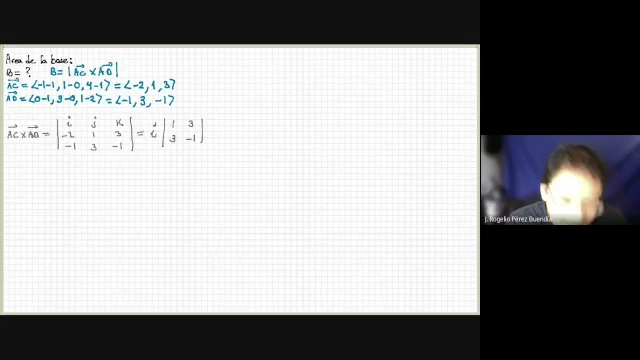 Area de la base:
B = ? B = | AC x AD |
AC = ⟨-1-1, 1-0, 4-1⟩ = ⟨-2, 1, 3⟩
AD = ⟨0-1, 3-0, 1-2⟩ = ⟨-1, 3, -1⟩
i j K
AC x AD = | -2 1 3 | = i | 1 3 |
-1 3 -1 3 -1
J. Rogelio Pérez Buendía